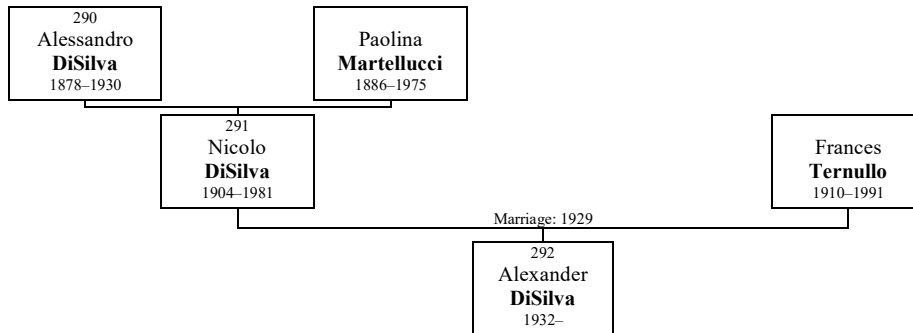 290
Alessandro
DiSilva
1878–1930
Paolina
Martellucci
1886–1975
291
Nicolo
DiSilva
1904–1981
Frances
Ternullo
1910–1991
Marriage: 1929
292
Alexander
DiSilva
1932–